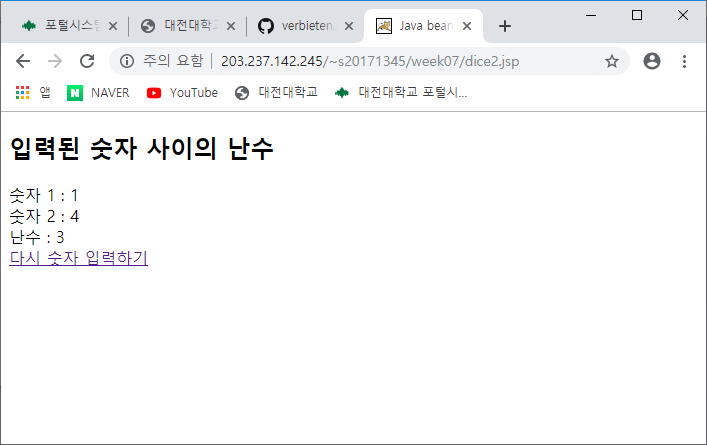 포털시스템
대전대학교
verbieten
Java bean
주의 요함 | 203.237.142.245/~s20171345/week07/dice2.jsp
앱 NAVER YouTube 대전대학교 대전대학교 포털시...
입력된 숫자 사이의 난수
숫자 1 : 1
숫자 2 : 4
난수 : 3
다시 숫자 입력하기